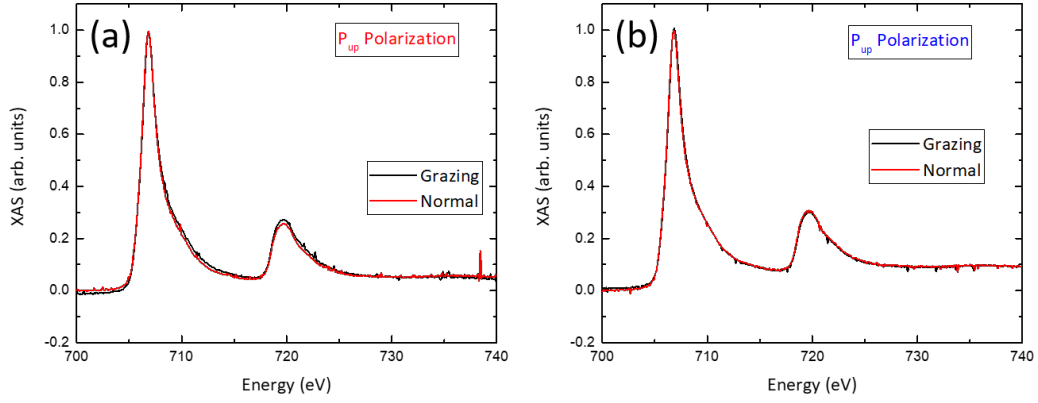 (a)
P_up Polarization
Grazing
Normal
XAS (arb. units)
1.0
0.8
0.6
0.4
0.2
0.0
-0.2
700
710
720
730
740
Energy (eV)
(b)
P_up Polarization
Grazing
Normal
XAS (arb. units)
1.0
0.8
0.6
0.4
0.2
0.0
-0.2
700
710
720
730
740
Energy (eV)